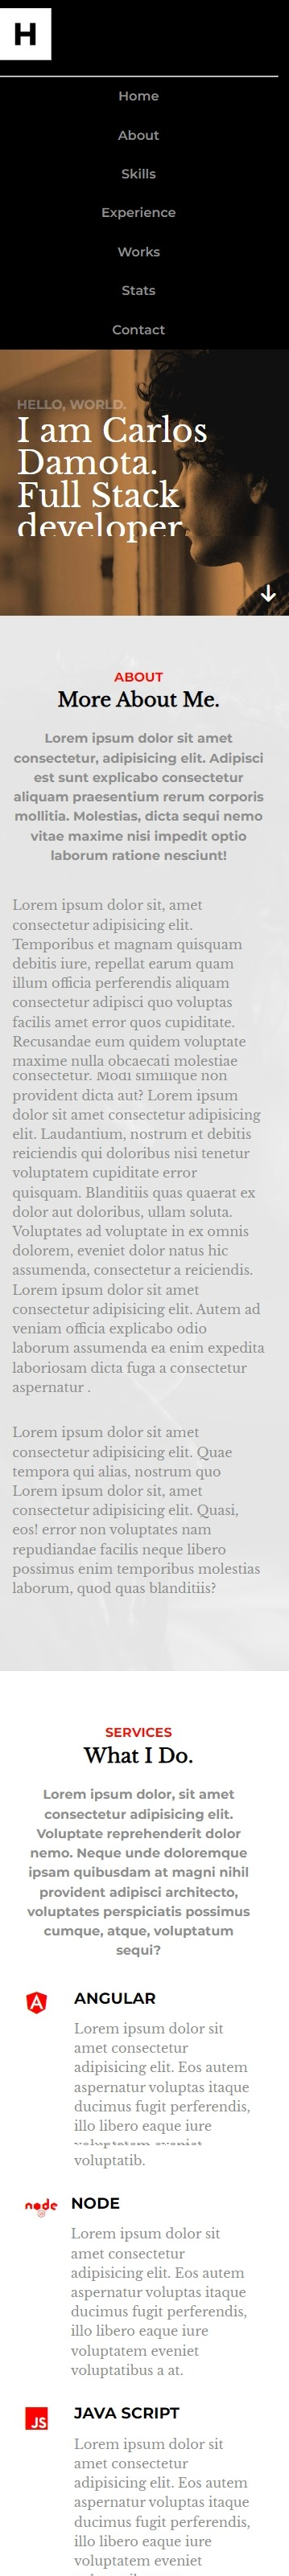 H
Home
About
Skills
Experience
Works
Stats
Contact
HELLO, WORLD.
I am Carlos
Damota.
Full Stack
developer
ABOUT
More About Me.
Lorem ipsum dolor sit amet
consectetur, adipisicing elit. Adipisci
est sunt explicabo consectetur
aliquam praesentium rerum corporis
mollitia. Molestias, dicta sequi nemo
vitae maxime nisi impedit optio
laborum ratione nesciunt!
Lorem ipsum dolor sit, amet
consectetur adipisicing elit.
Temporibus et magnam quisquam
debitis iure, repellat earum quam
illum officia perferendis aliquam
consectetur adipisci quo voluptas
facilis amet error quos cupiditate.
Recusandae eum quidem voluptate
maxime nulla obcaecati molestiae
consectetur. Modi similique non
provident dicta aut? Lorem ipsum
dolor sit amet consectetur adipisicing
elit. Laudantium, nostrum et debitis
reiciendis qui doloribus nisi tenetur
voluptatem cupiditate error
quisquam. Blanditiis quas quaerat ex
dolor aut doloribus, ullam soluta.
Voluptates ad voluptate in ex omnis
dolorem, eveniet dolor natus hic
assumenda, consectetur a reiciendis.
Lorem ipsum dolor sit amet
consectetur adipisicing elit. Autem ad
veniam officia explicabo odio
laborum assumenda ea enim expedita
laboriosam dicta fuga a consectetur
aspernatur .
Lorem ipsum dolor sit amet
consectetur adipisicing elit. Quae
tempora qui alias, nostrum quo
Lorem ipsum dolor sit, amet
consectetur adipisicing elit. Quasi,
eos! error non voluptates nam
repudiandae facilis neque libero
possimus enim temporibus molestias
laborum, quod quas blanditiis?
SERVICES
What I Do.
Lorem ipsum dolor, sit amet
consectetur adipisicing elit.
Voluptate reprehenderit dolor
nemo. Neque unde doloremque
ipsam quibusdam at magni nihil
provident adipisci architecto,
voluptates perspiciatis possimus
cumque, atque, voluptatum
sequi?
A ANGULAR
Lorem ipsum dolor sit
amet consectetur
adipisicing elit. Eos autem
aspernatur voluptas itaque
ducimus fugit perferendis,
illo libero eaque iure
voluptatib.
node NODE
Lorem ipsum dolor sit
amet consectetur
adipisicing elit. Eos autem
aspernatur voluptas itaque
ducimus fugit perferendis,
illo libero eaque iure
voluptatem eveniet
voluptatibus a at.
JS JAVA SCRIPT
Lorem ipsum dolor sit
amet consectetur
adipisicing elit. Eos autem
aspernatur voluptas itaque
ducimus fugit perferendis,
illo libero eaque iure
voluptatem eveniet